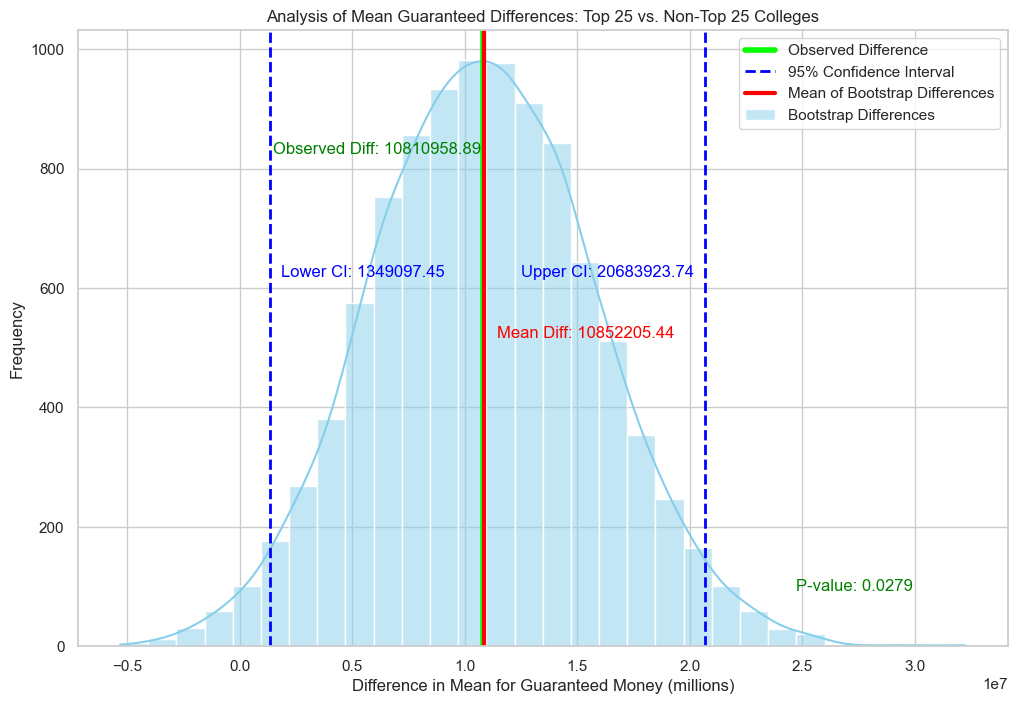 Analysis of Mean Guaranteed Differences: Top 25 vs. Non-Top 25 Colleges
Observed Difference
95% Confidence Interval
Mean of Bootstrap Differences
Bootstrap Differences
Frequency
1000
800
600
400
200
0
Observed Diff: 10810958.89
Lower CI: 1349097.45
Upper CI: 20683923.74
Mean Diff: 10852205.44
P-value: 0.0279
−0.5
0.0
0.5
1.0
1.5
2.0
2.5
3.0
1e7
Difference in Mean for Guaranteed Money (millions)